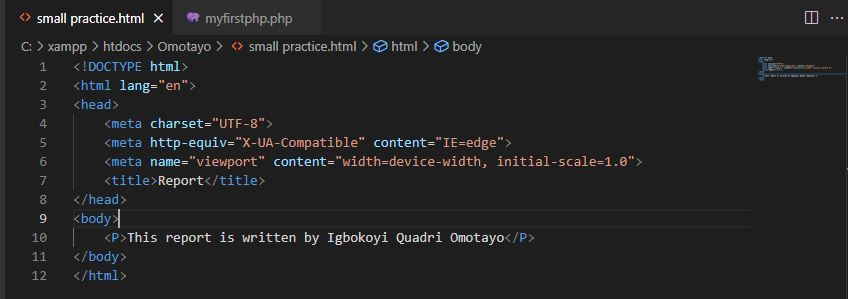 small practice.html
myfirstphp.php
C: > xampp > htdocs > Omotayo > small practice.html > html > body
1 <!DOCTYPE html>
2 <html lang="en">
3 <head>
4 <meta charset="UTF-8">
5 <meta http-equiv="X-UA-Compatible" content="IE=edge">
6 <meta name="viewport" content="width=device-width, initial-scale=1.0">
7 <title>Report</title>
8 </head>
9 <body>
10 <P>This report is written by Igbokoyi Quadri Omotayo</P>
11 </body>
12 </html>